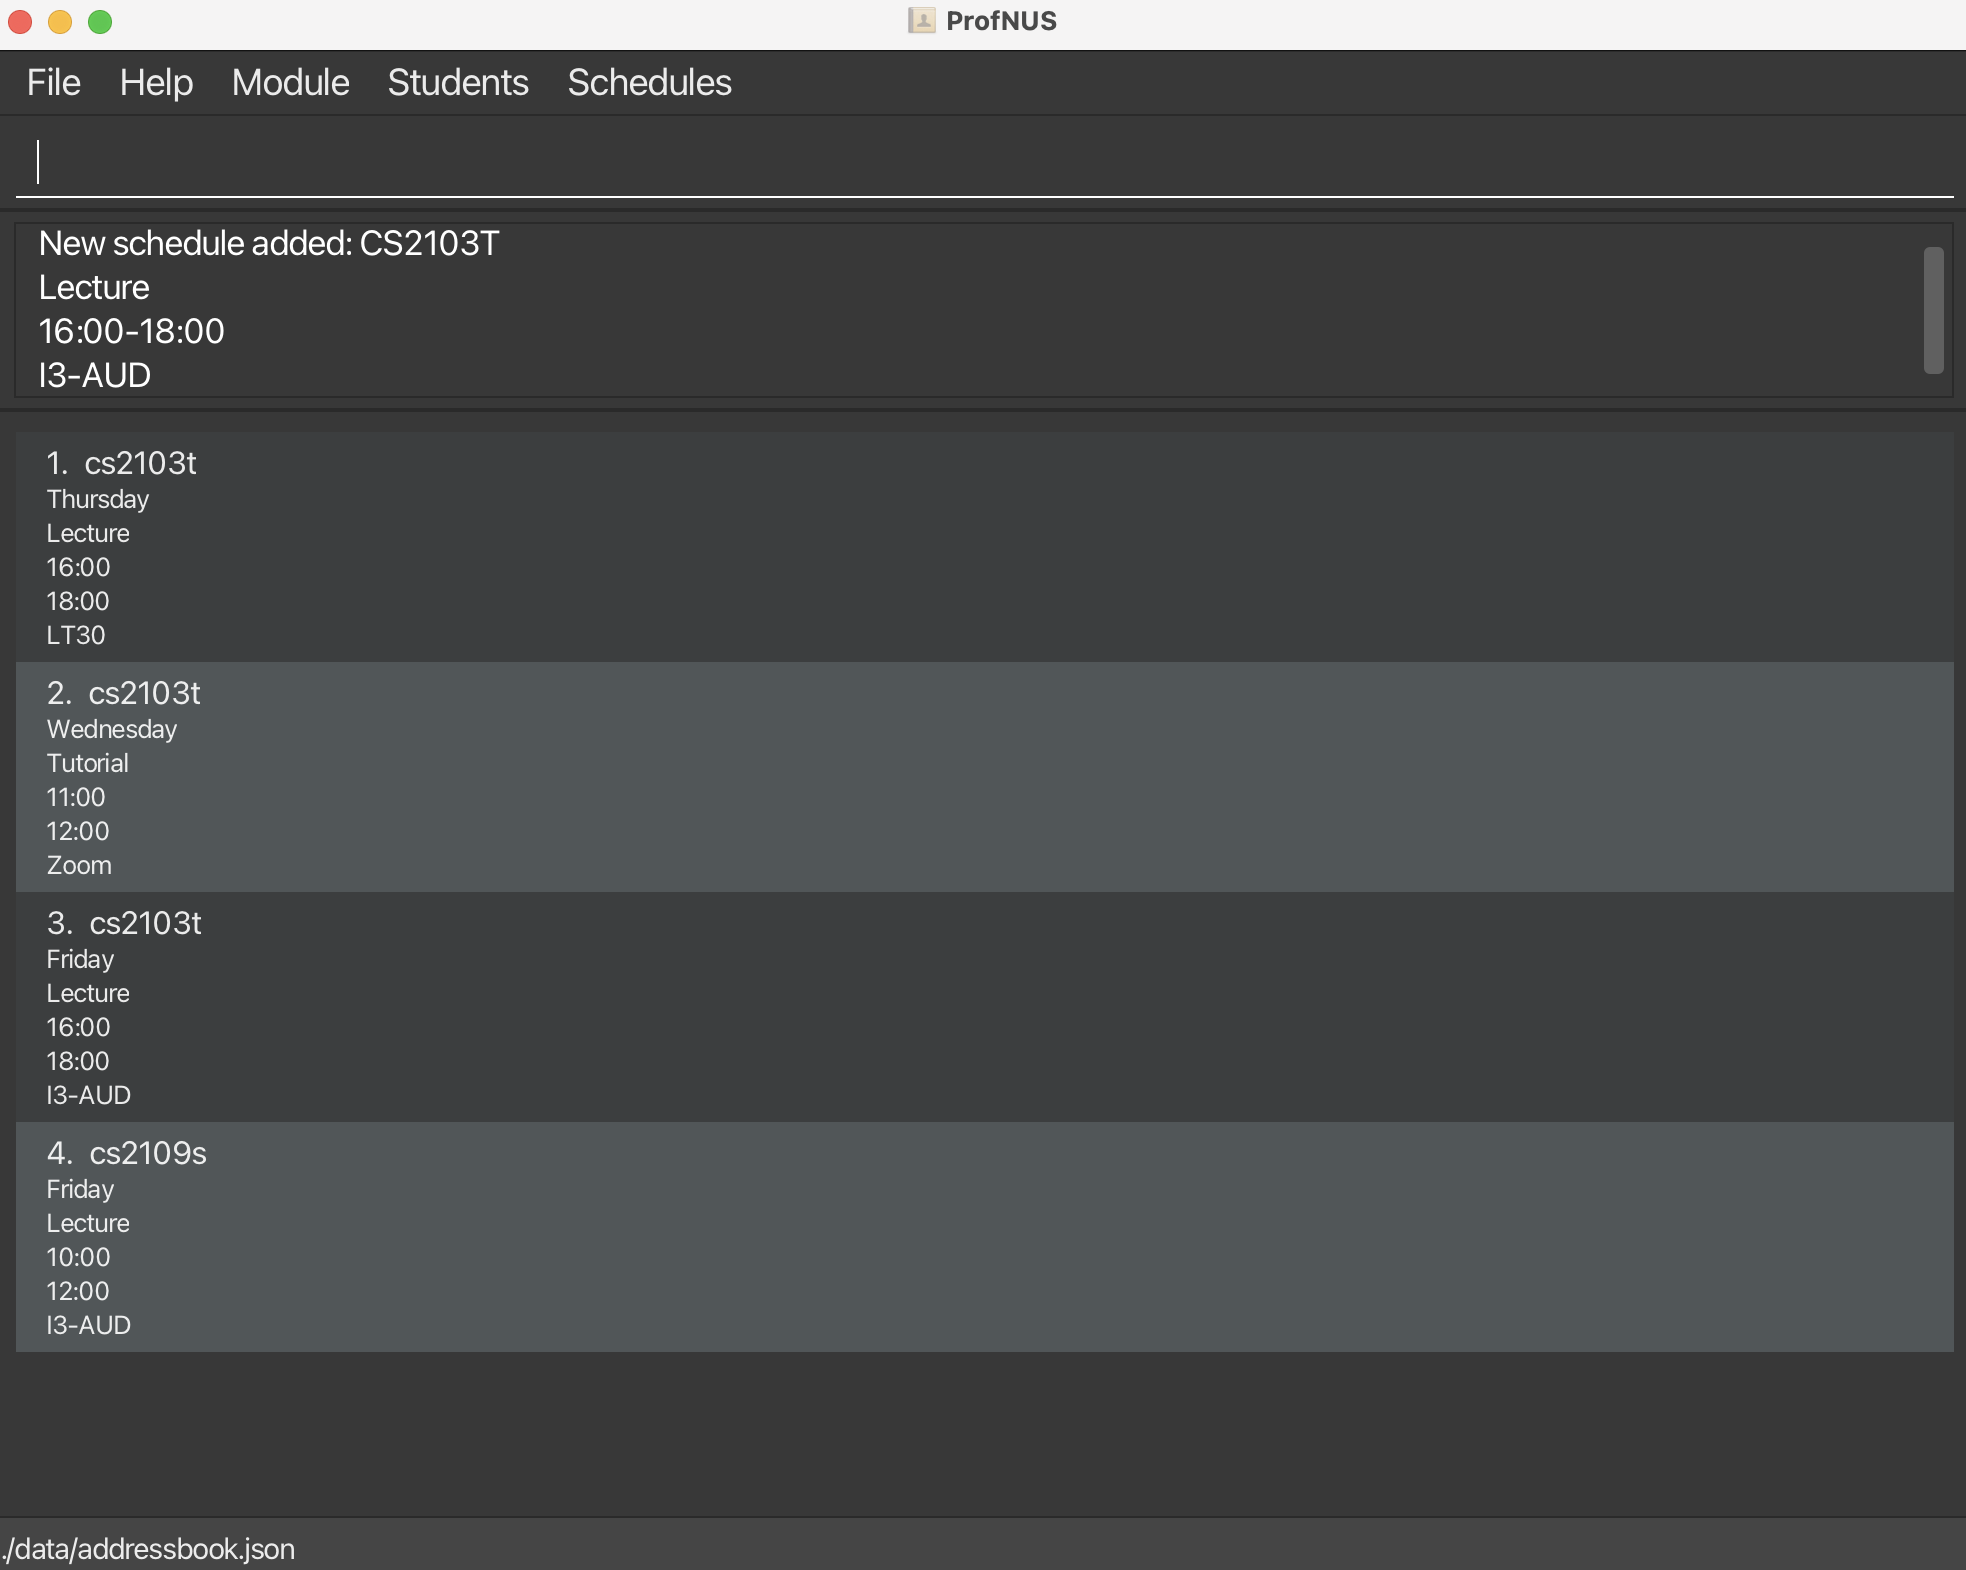 ProfNUS
File Help Module Students Schedules
New schedule added: CS2103T
Lecture
16:00-18:00
I3-AUD
1. cs2103t
Thursday
Lecture
16:00
18:00
LT30
2. cs2103t
Wednesday
Tutorial
11:00
12:00
Zoom
3. cs2103t
Friday
Lecture
16:00
18:00
I3-AUD
4. cs2109s
Friday
Lecture
10:00
12:00
I3-AUD
./data/addressbook.json